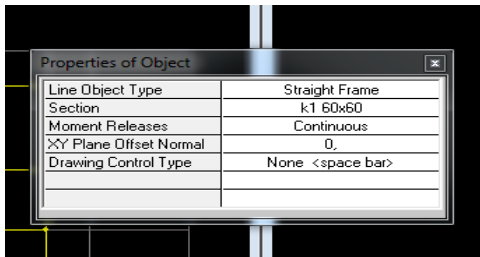 Properties of Object
Line Object Type Straight Frame
Section k1 60x60
Moment Releases Continuous
XY Plane Offset Normal 0,
Drawing Control Type None <space bar>